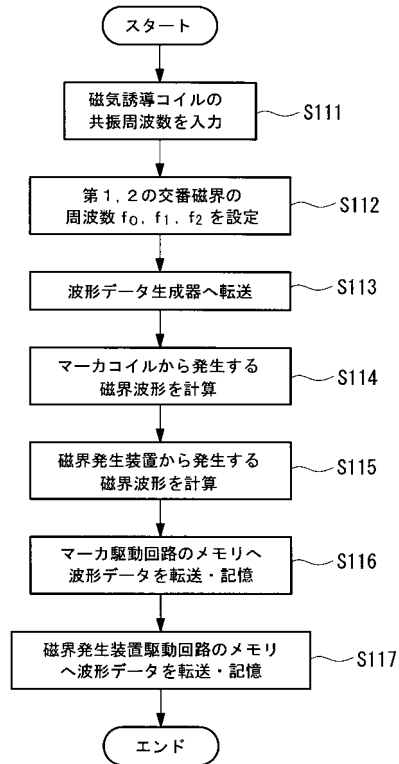 スタート
磁気誘導コイルの
共振周波数を入力
S111
第1,2の交番磁界の
周波数 f0, f1, f2 を設定
S112
波形データ生成器へ転送
S113
マーカコイルから発生する
磁界波形を計算
S114
磁界発生装置から発生する
磁界波形を計算
S115
マーカ駆動回路のメモリへ
波形データを転送・記憶
S116
磁界発生装置駆動回路のメモリ
へ波形データを転送・記憶
S117
エンド